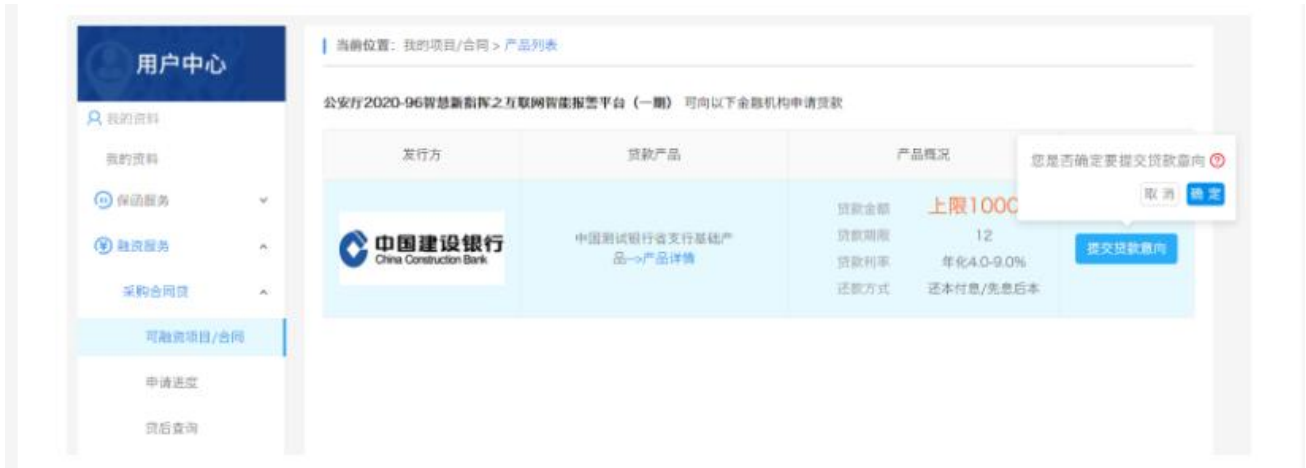 用户中心
当前位置：我的项目/合同 > 产品列表
公安厅2020-96智慧新指挥之互联网智能报警平台（一期） 可向以下金融机构申请贷款
我的资料
我的资料
保函服务
融资服务
采购合同贷
可融资项目/合同
申请进度
贷后查询
发行方
贷款产品
产品概况
您是否确定要提交贷款意向
取 消
确 定
中国建设银行
China Construction Bank
中国测试银行省支行基础产
品-->产品详情
贷款金额 上限1000
贷款期限 12
贷款利率 年化4.0-9.0%
还款方式 还本付息/先息后本
提交贷款意向